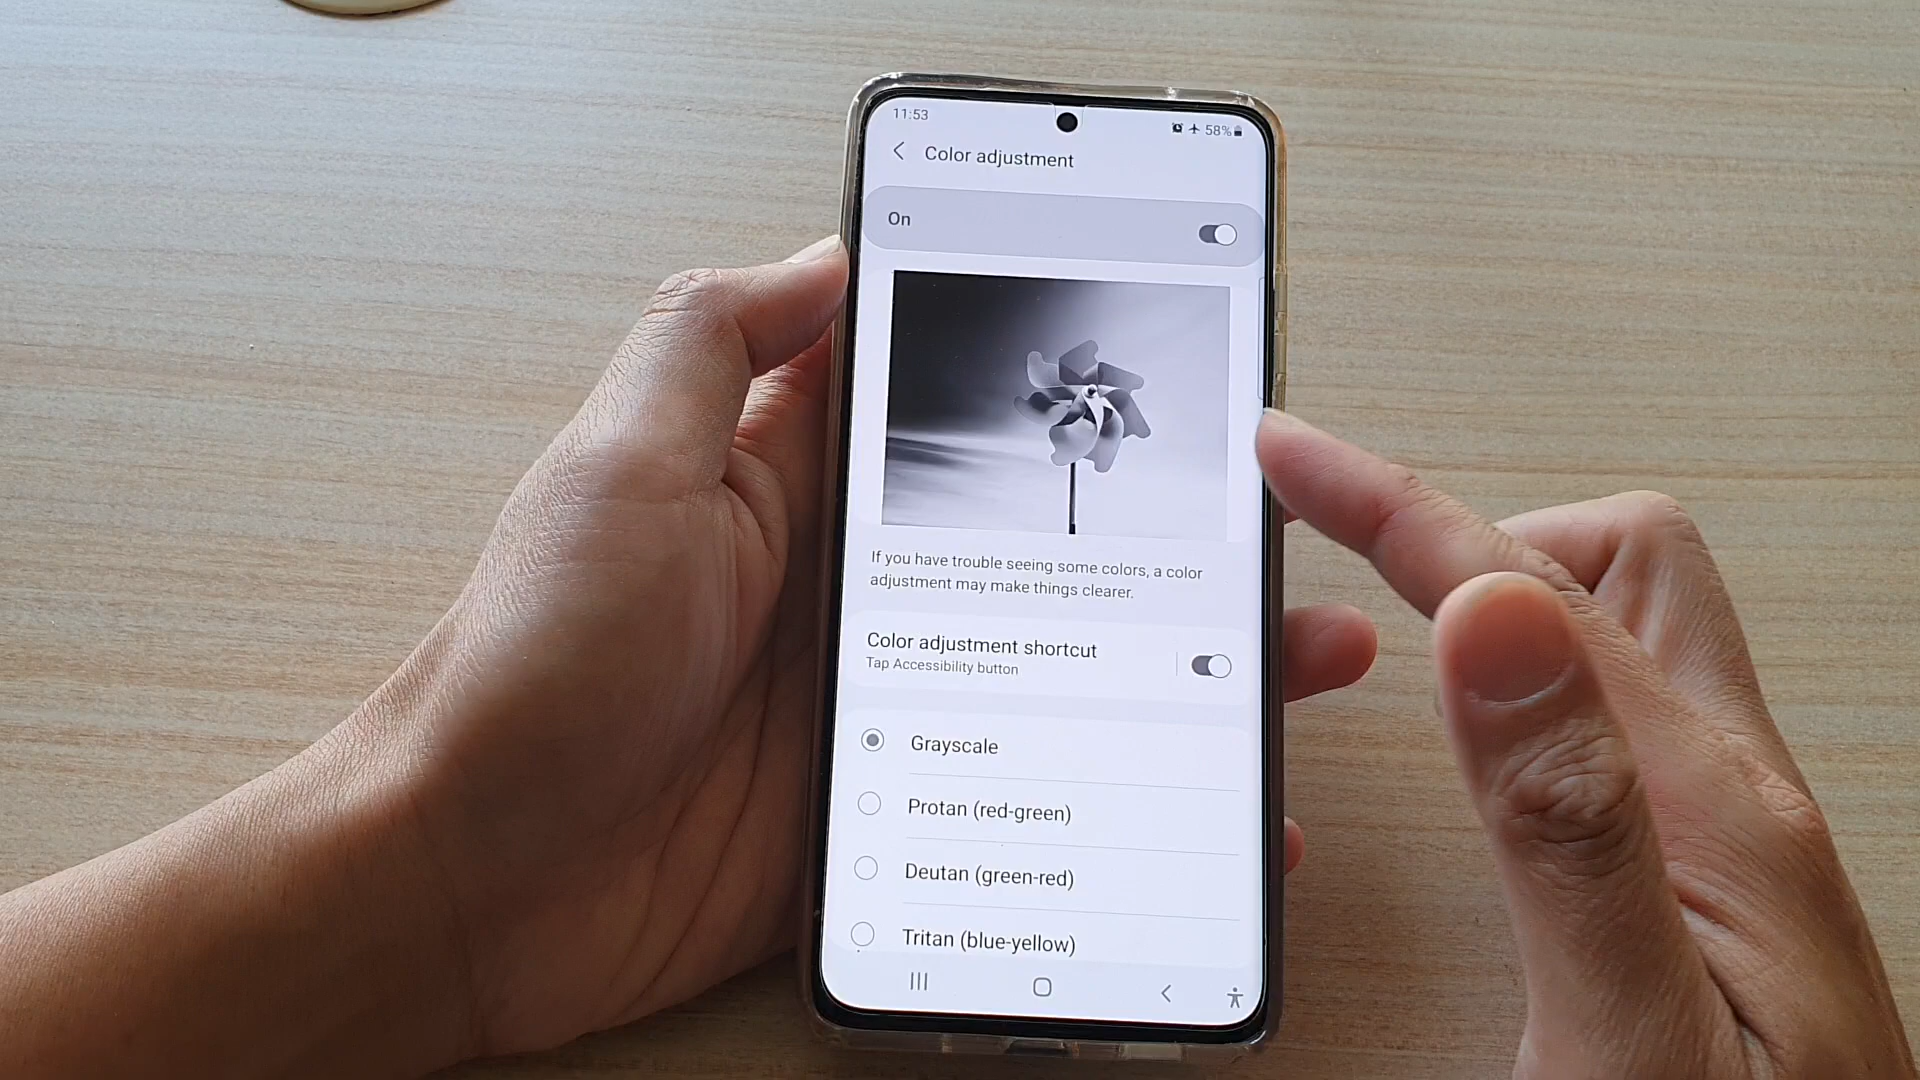 11:53
58%
Color adjustment
On
If you have trouble seeing some colors, a color
adjustment may make things clearer.
Color adjustment shortcut
Tap Accessibility button
Grayscale
Protan (red-green)
Deutan (green-red)
Tritan (blue-yellow)